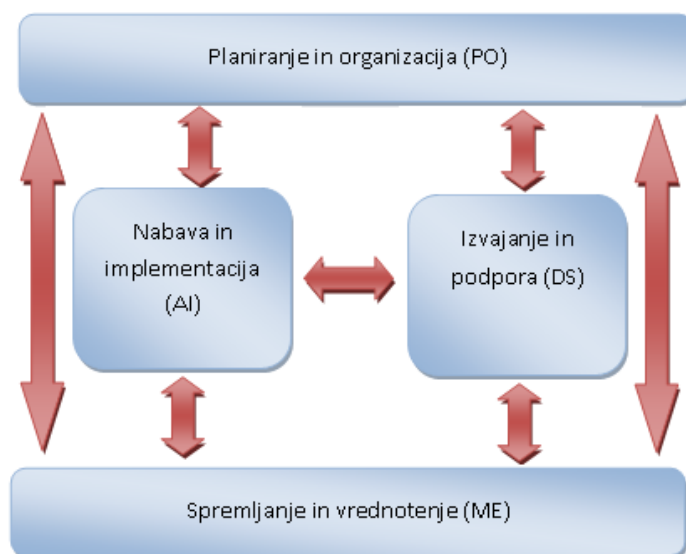 Planiranje in organizacija (PO)
Nabava in
implementacija
(AI)
Izvajanje in
podpora (DS)
Spremljanje in vrednotenje (ME)